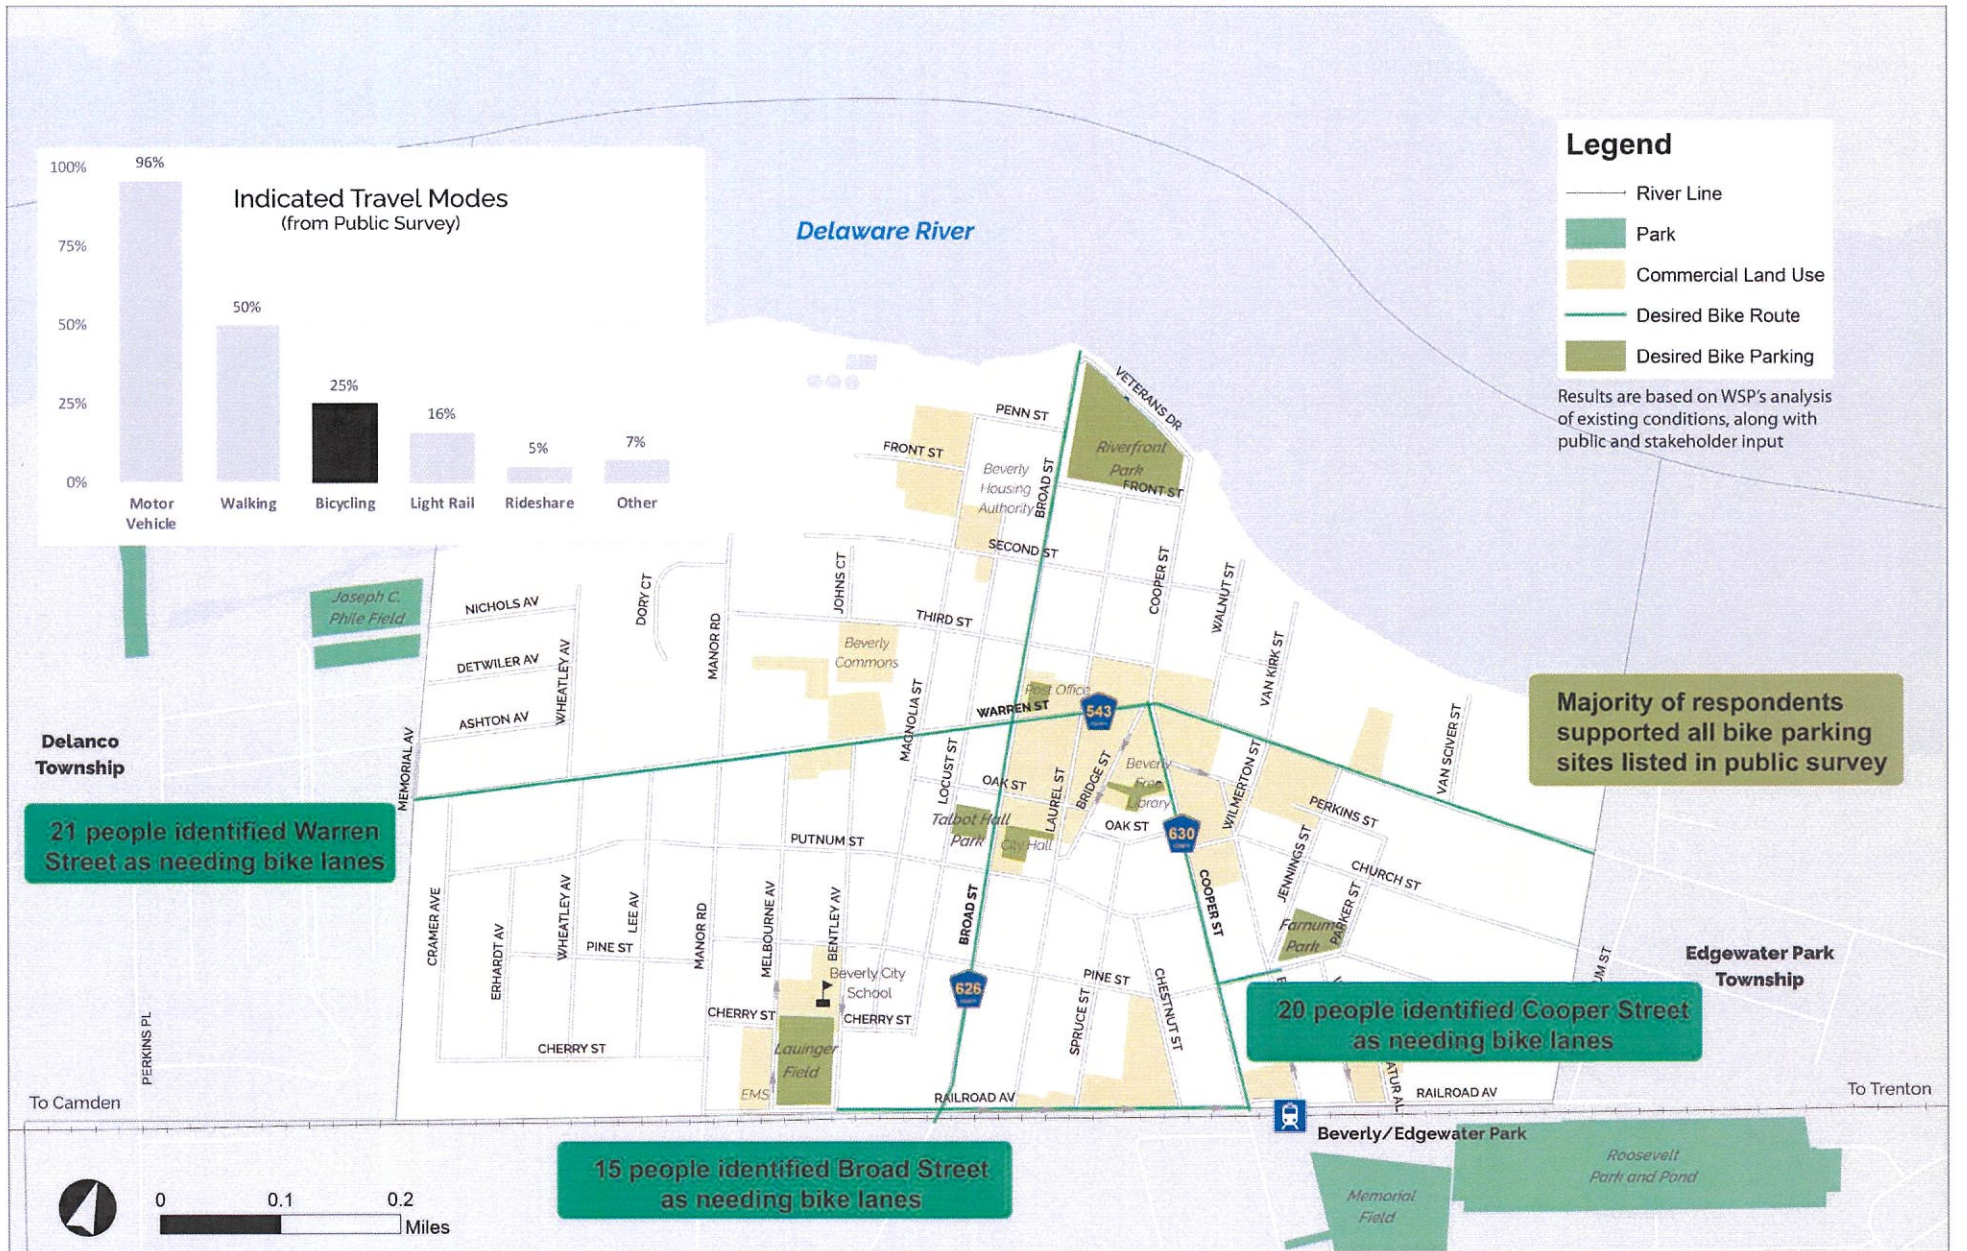 100%
75%
50%
25%
0%
96%
50%
25%
16%
5%
7%
Indicated Travel Modes
(from Public Survey)
Motor
Vehicle
Walking
Bicycling
Light Rail
Rideshare
Other
Delaware River
Legend
River Line
Park
Commercial Land Use
Desired Bike Route
Desired Bike Parking
Results are based on WSP's analysis
of existing conditions, along with
public and stakeholder input
VETERANS DR
PENN ST
FRONT ST
Riverfront
Park
FRONT ST
Beverly
Housing
Authority
BROAD ST
SECOND ST
COOPER ST
WALNUT ST
VAN KIRK ST
JOHNS CT
DORY CT
MANOR RD
THIRD ST
Joseph C.
Phile Field
NICHOLS AV
DETWILER AV
WHEATLEY AV
ASHTON AV
MEMORIAL AV
Beverly
Commons
MAGNOLIA ST
Post Office
WARREN ST
543
COUNTY
Delanco
Township
Majority of respondents
supported all bike parking
sites listed in public survey
VAN SCIVER ST
21 people identified Warren
Street as needing bike lanes
LOCUST ST
OAK ST
LAUREL ST
BRIDGE ST
Beverly
Free
Library
WILMERTON ST
PERKINS ST
Talbot Hall
Park
City Hall
OAK ST
630
COUNTY
PUTNUM ST
JENNINGS ST
CHURCH ST
PARKER ST
CRAMER AVE
ERHARDT AV
WHEATLEY AV
LEE AV
PINE ST
MANOR RD
MELBOURNE AV
BENTLEY AV
BROAD ST
COOPER ST
Farnum
Park
Beverly City
School
626
COUNTY
PINE ST
SPRUCE ST
CHESTNUT ST
UM ST
Edgewater Park
Township
CHERRY ST
CHERRY ST
CHERRY ST
20 people identified Cooper Street
as needing bike lanes
Lauinger
Field
EMS
PERKINS PL
To Camden
RAILROAD AV
ATUR AL
RAILROAD AV
To Trenton
Beverly/Edgewater Park
15 people identified Broad Street
as needing bike lanes
Roosevelt
Park and Pond
Memorial
Field
0
0.1
0.2
Miles